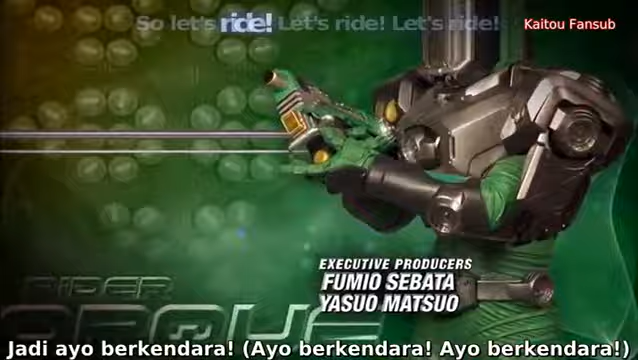 So let's ride! Let's ride! Let's ride!
Kaitou Fansub
EXECUTIVE PRODUCERS
FUMIO SEBATA
YASUO MATSUO
RIDER
Jadi ayo berkendara! (Ayo berkendara! Ayo berkendara!)